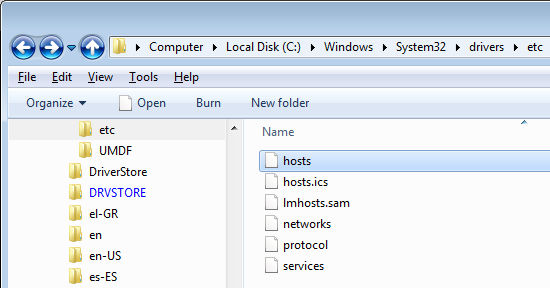 Computer Local Disk (C:) Windows System32 drivers etc
File Edit View Tools Help
Organize Open Burn New folder
etc
UMDF
DriverStore
DRVSTORE
el-GR
en
en-US
es-ES
Name
hosts
hosts.ics
lmhosts.sam
networks
protocol
services